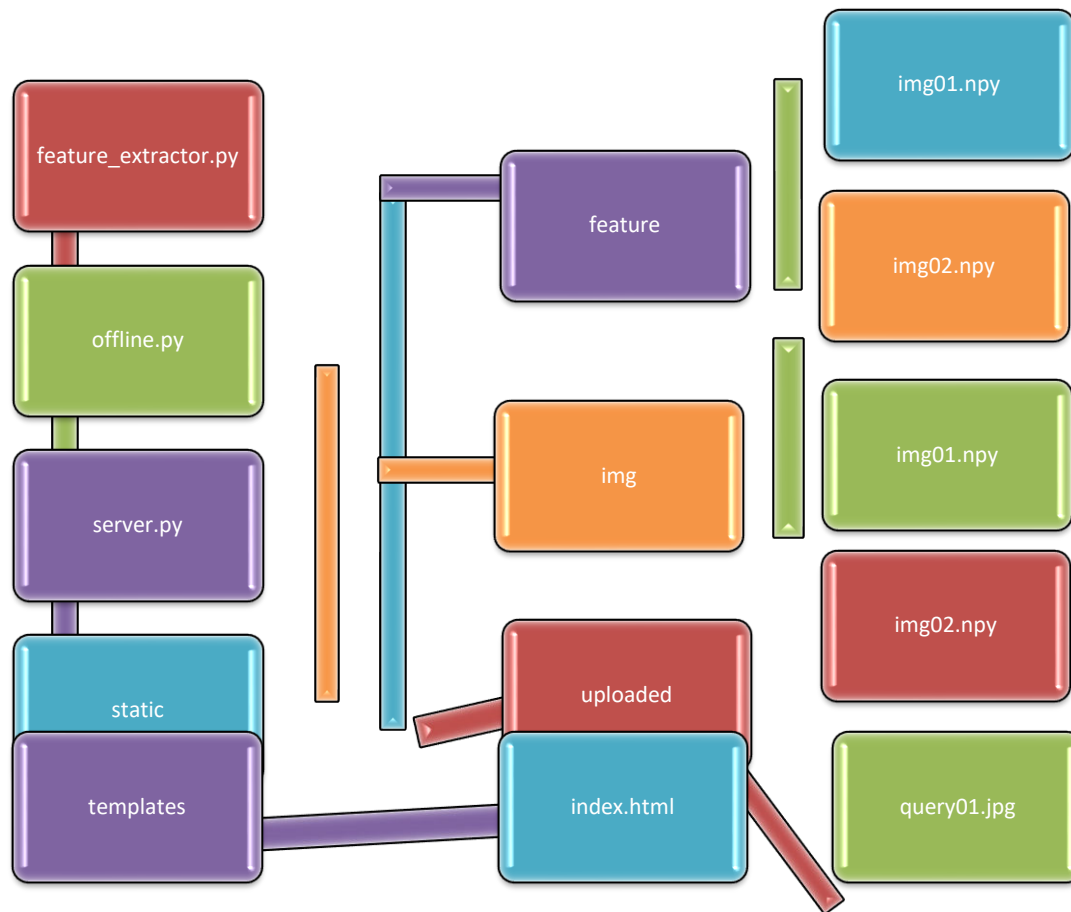 feature_extractor.py
offline.py
server.py
static
templates
feature
img
uploaded
index.html
img01.npy
img02.npy
img01.npy
img02.npy
query01.jpg